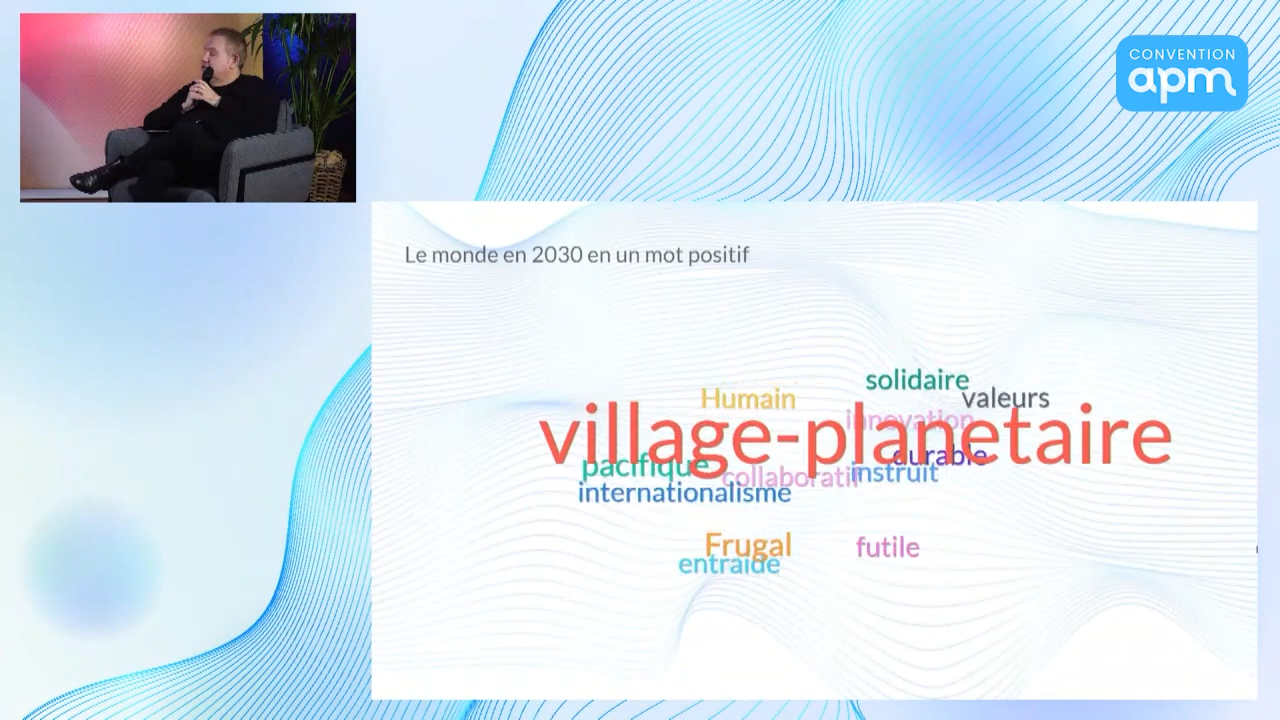 CONVENTION
apm
Le monde en 2030 en un mot positif
solidaire
Humain
valeurs
innovation
village-planetaire
durable
pacifique
instruit
collaboratif
internationalisme
Frugal
futile
entraide